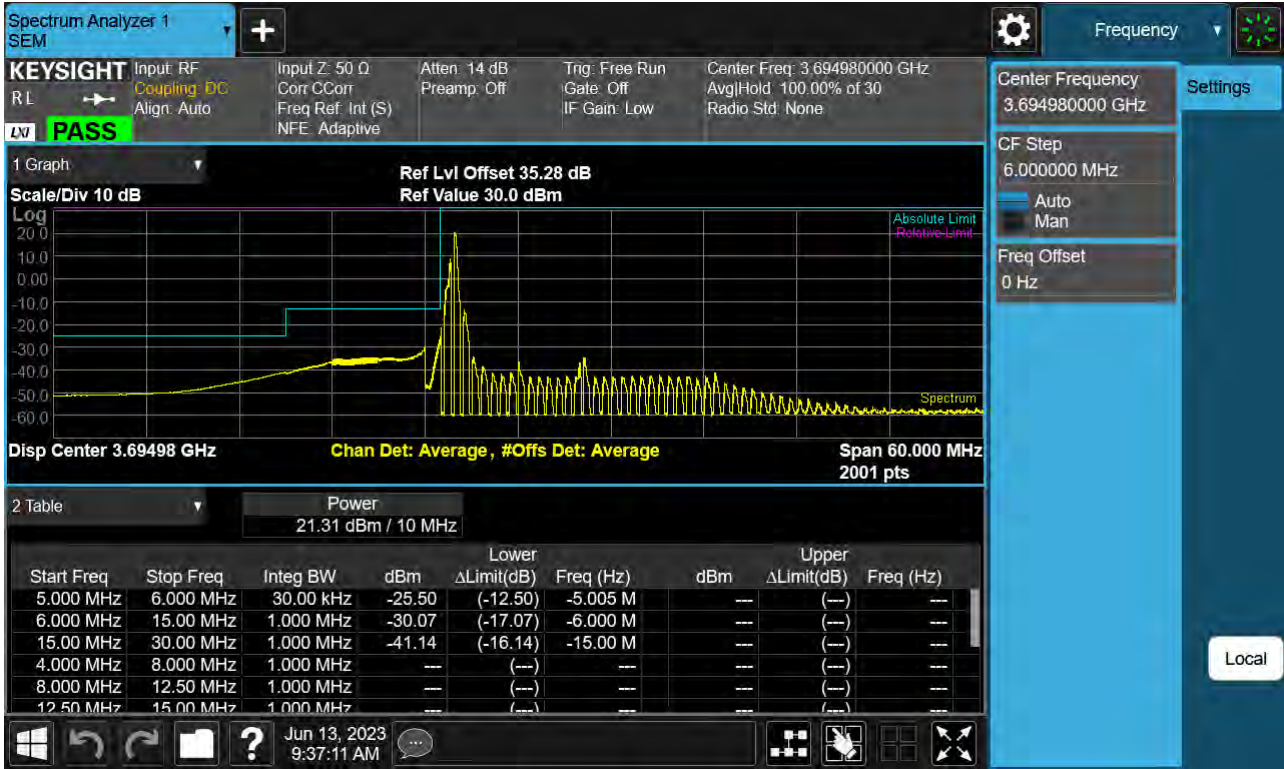 Spectrum Analyzer 1
SEM
+
Frequency
KEYSIGHT
R L
LXI
PASS
Input: RF
Coupling: DC
Align: Auto
Input Z: 50 Ω
Corr CCorr
Freq Ref: Int (S)
NFE: Adaptive
Atten: 14 dB
Preamp: Off
Trig: Free Run
Gate: Off
IF Gain: Low
Center Freq: 3.694980000 GHz
Avg|Hold: 100.00% of 30
Radio Std: None
Center Frequency
3.694980000 GHz
Settings
CF Step
6.000000 MHz
Auto
Man
Freq Offset
0 Hz
Local
1 Graph
Scale/Div 10 dB
Ref Lvl Offset 35.28 dB
Ref Value 30.0 dBm
Log
20.0
10.0
0.00
-10.0
-20.0
-30.0
-40.0
-50.0
-60.0
Absolute Limit
Relative Limit
Spectrum
Disp Center 3.69498 GHz
Chan Det: Average, #Offs Det: Average
Span 60.000 MHz
2001 pts
2 Table
Power
21.31 dBm / 10 MHz
Lower Upper
Start Freq Stop Freq Integ BW dBm ΔLimit(dB) Freq (Hz) dBm ΔLimit(dB) Freq (Hz)
5.000 MHz 6.000 MHz 30.00 kHz -25.50 (-12.50) -5.005 M --- (---) ---
6.000 MHz 15.00 MHz 1.000 MHz -30.07 (-17.07) -6.000 M --- (---) ---
15.00 MHz 30.00 MHz 1.000 MHz -41.14 (-16.14) -15.00 M --- (---) ---
4.000 MHz 8.000 MHz 1.000 MHz --- (---) --- --- (---) ---
8.000 MHz 12.50 MHz 1.000 MHz --- (---) --- --- (---) ---
12.50 MHz 15.00 MHz 1.000 MHz --- (---) --- --- (---) ---
?
Jun 13, 2023
9:37:11 AM